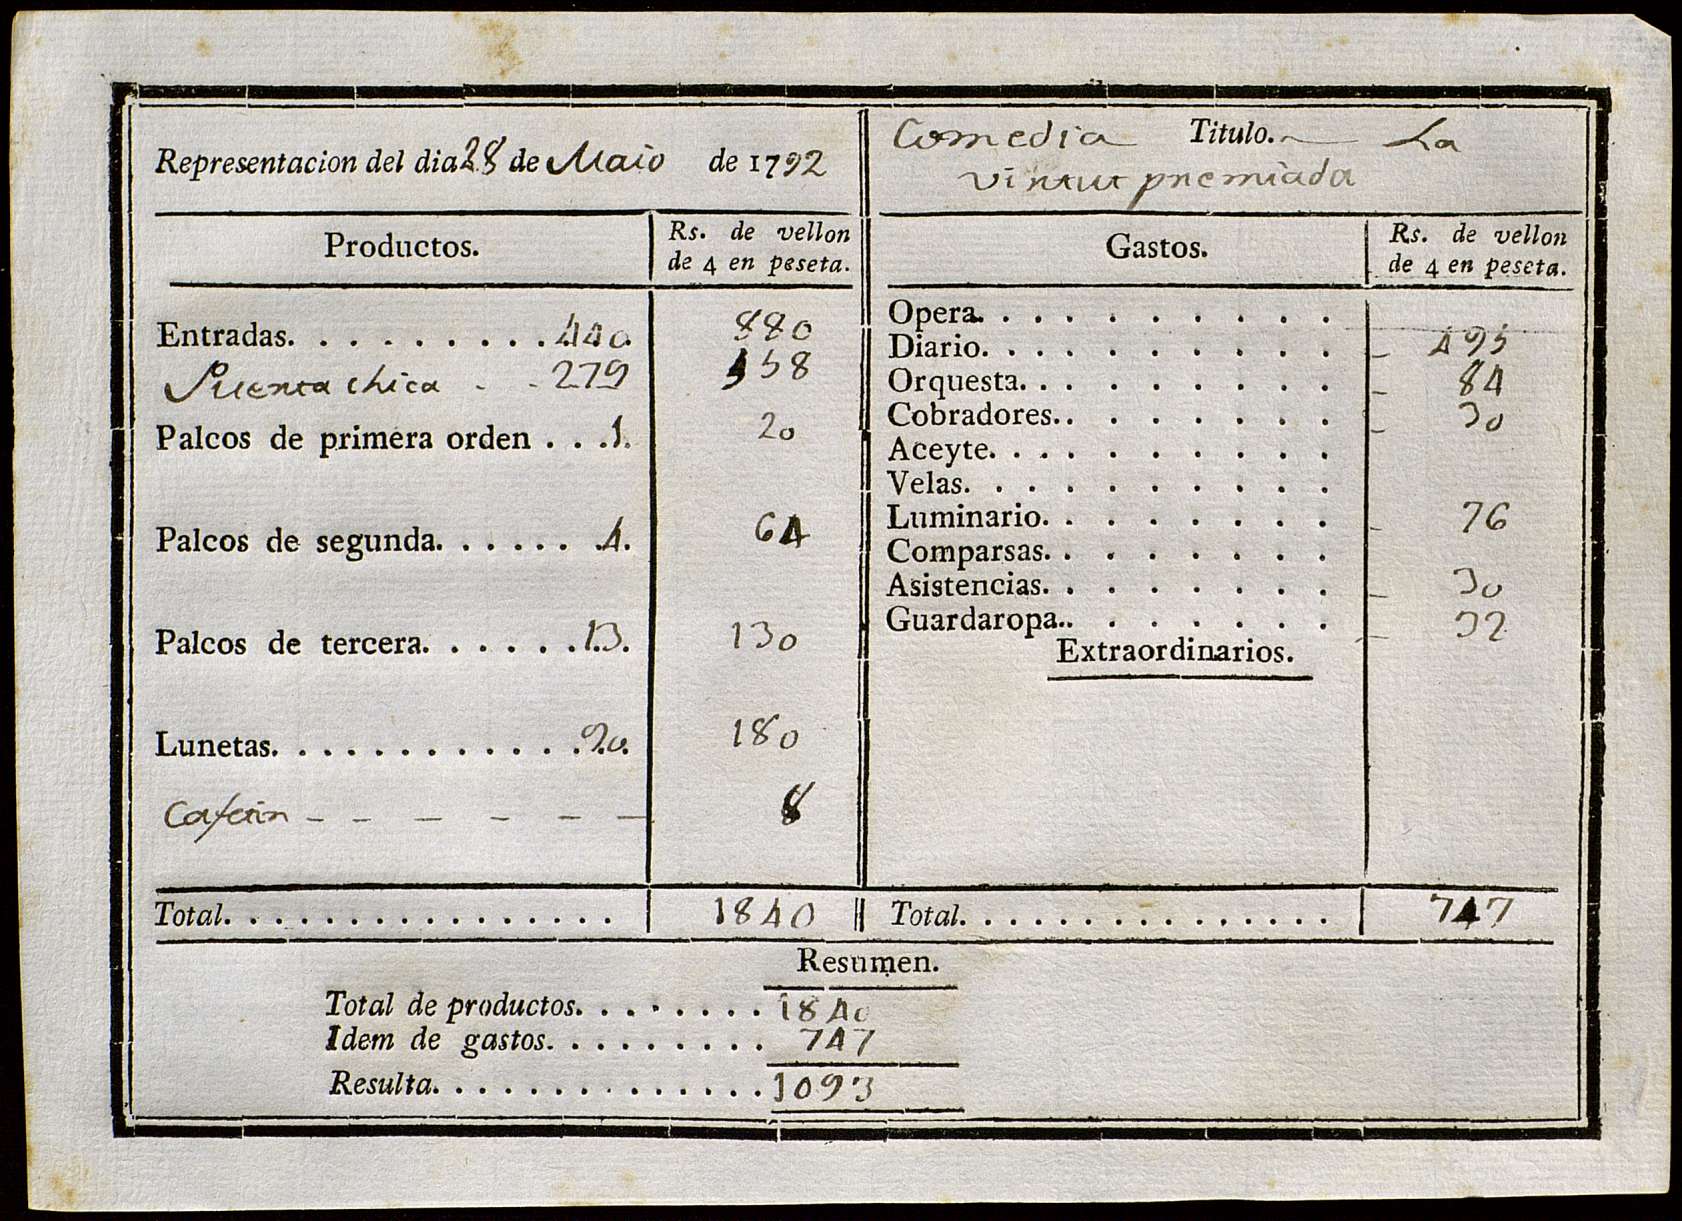 Representacion del dia 28 de Maio de 1792
Comedia Titulo. La
virtut premiada
Productos. Rs. de vellon
de 4 en peseta.
Entradas. . . . . . . . . . 440. 880
Puerta chica - - 279 558
Palcos de primera orden . . . 1. 20
Palcos de segunda. . . . . . . 4. 64
Palcos de tercera. . . . . . . 13. 130
Lunetas. . . . . . . . . . . . . 90. 180
Cafetin - - - - - - - 8
Total. . . . . . . . . . . . . . . . 1840
Gastos. Rs. de vellon
de 4 en peseta.
Opera. . . . . . . . . . .
Diario. . . . . . . . . . . - 495
Orquesta. . . . . . . . . . - 84
Cobradores.. . . . . . . . - 30
Aceyte. . . . . . . . . . .
Velas. . . . . . . . . . .
Luminario. . . . . . . . - 76
Comparsas. . . . . . . .
Asistencias. . . . . . . . - 30
Guardaropa.. . . . . . . - 32
Extraordinarios.
Total. . . . . . . . . . . . . . . . 747
Resumen.
Total de productos. . . . . . . . 1840
Idem de gastos. . . . . . . . . 747
Resulta. . . . . . . . . . . . . . 1093